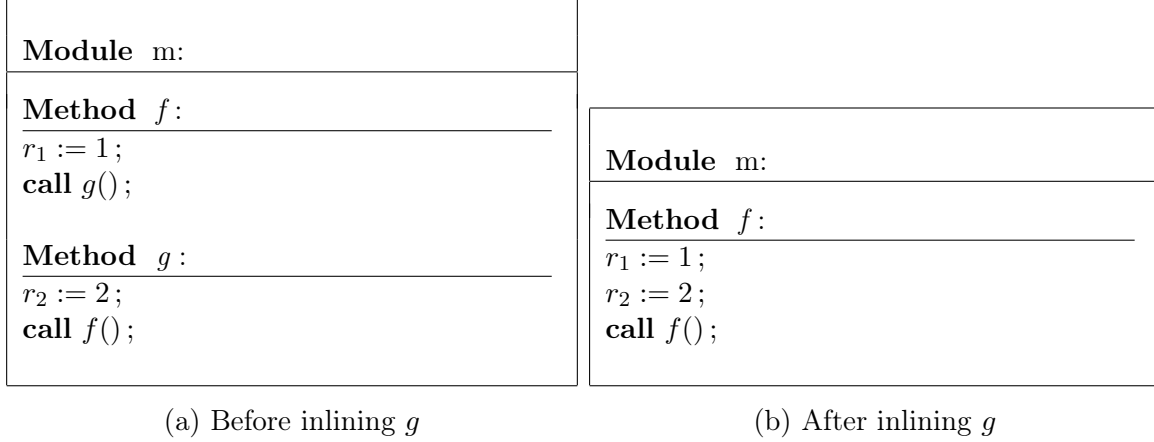 Module m:
Method f :
r₁ := 1 ;
call g() ;
Method g :
r₂ := 2 ;
call f() ;
(a) Before inlining g
Module m:
Method f :
r₁ := 1 ;
r₂ := 2 ;
call f() ;
(b) After inlining g